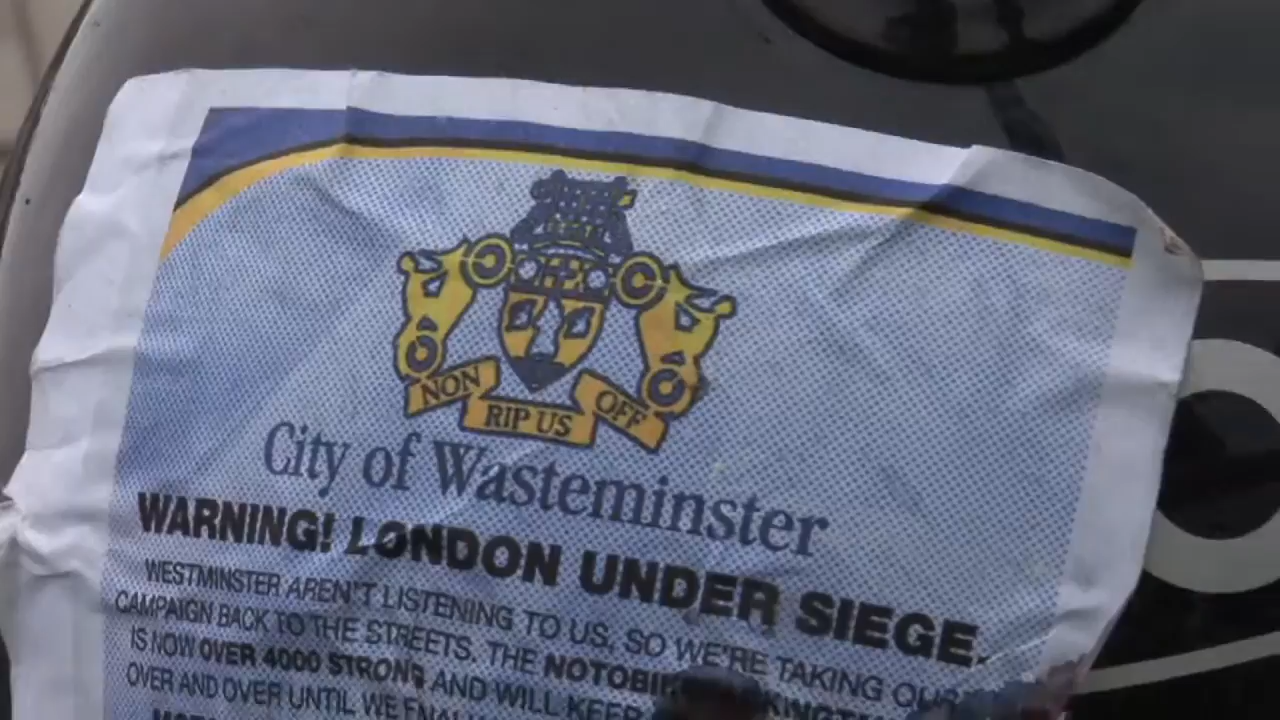 NON RIP US OFF
City of Wasteminster
WARNING! LONDON UNDER SIEGE.
WESTMINSTER AREN'T LISTENING TO US, SO WE'RE TAKING OUR
CAMPAIGN BACK TO THE STREETS. THE
IS NOW OVER 4000 STRONG AND WILL KEEP
OVER AND OVER UNTIL WE